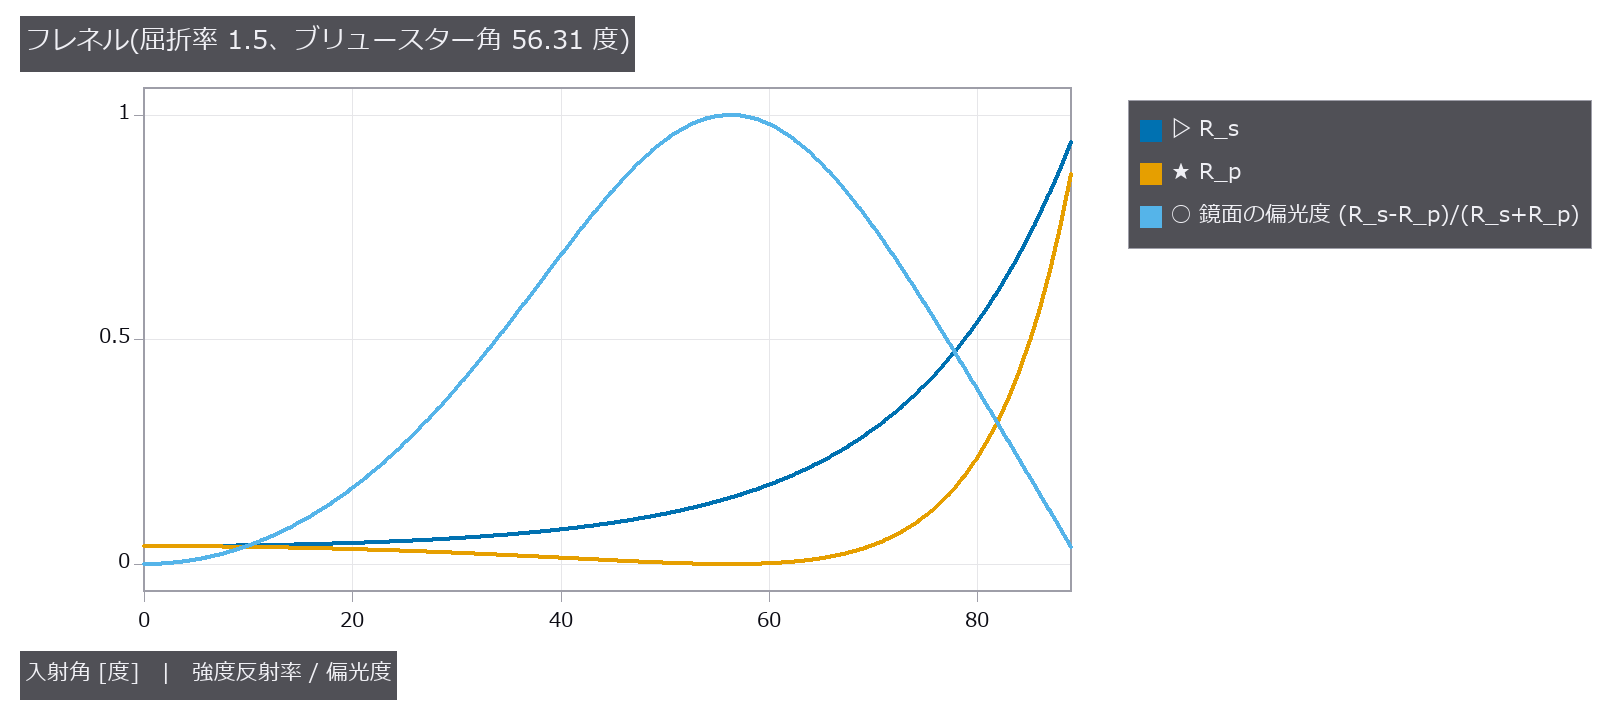 フレネル(屈折率 1.5、ブリュースター角 56.31 度)
▷ R_s
★ R_p
○ 鏡面の偏光度 (R_s-R_p)/(R_s+R_p)
1
0.5
0
0 20 40 60 80
入射角 [度] | 強度反射率 / 偏光度